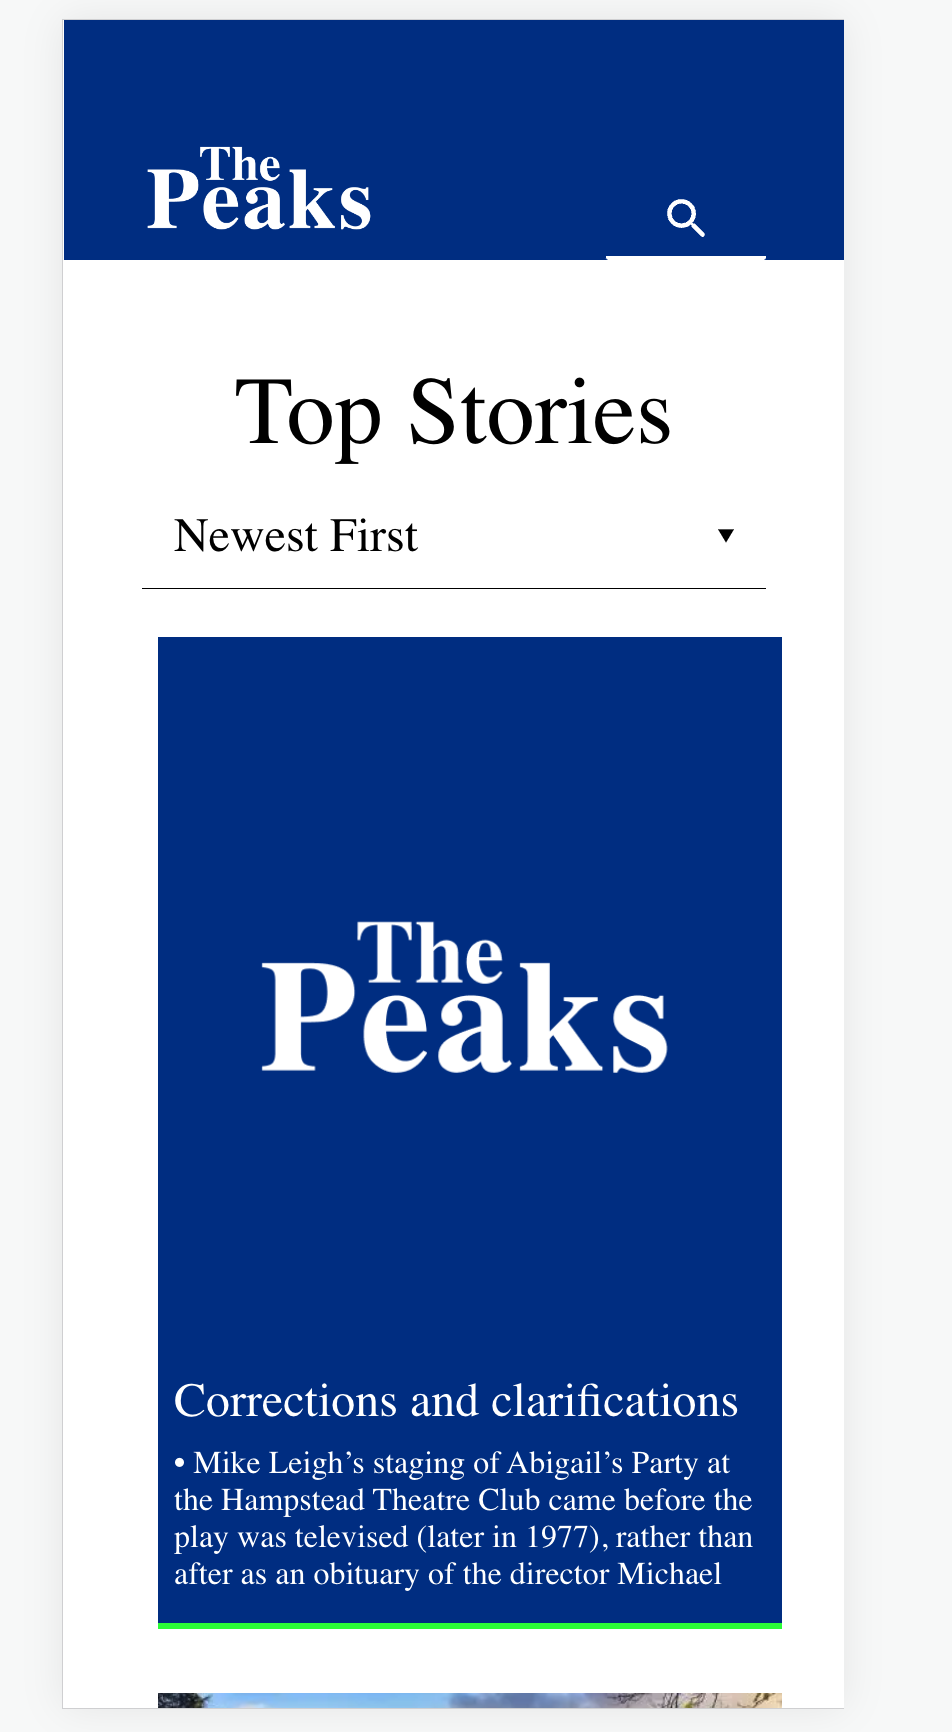 The
Peaks
Top Stories
Newest First
The
Peaks
Corrections and clarifications
• Mike Leigh’s staging of Abigail’s Party at
the Hampstead Theatre Club came before the
play was televised (later in 1977), rather than
after as an obituary of the director Michael